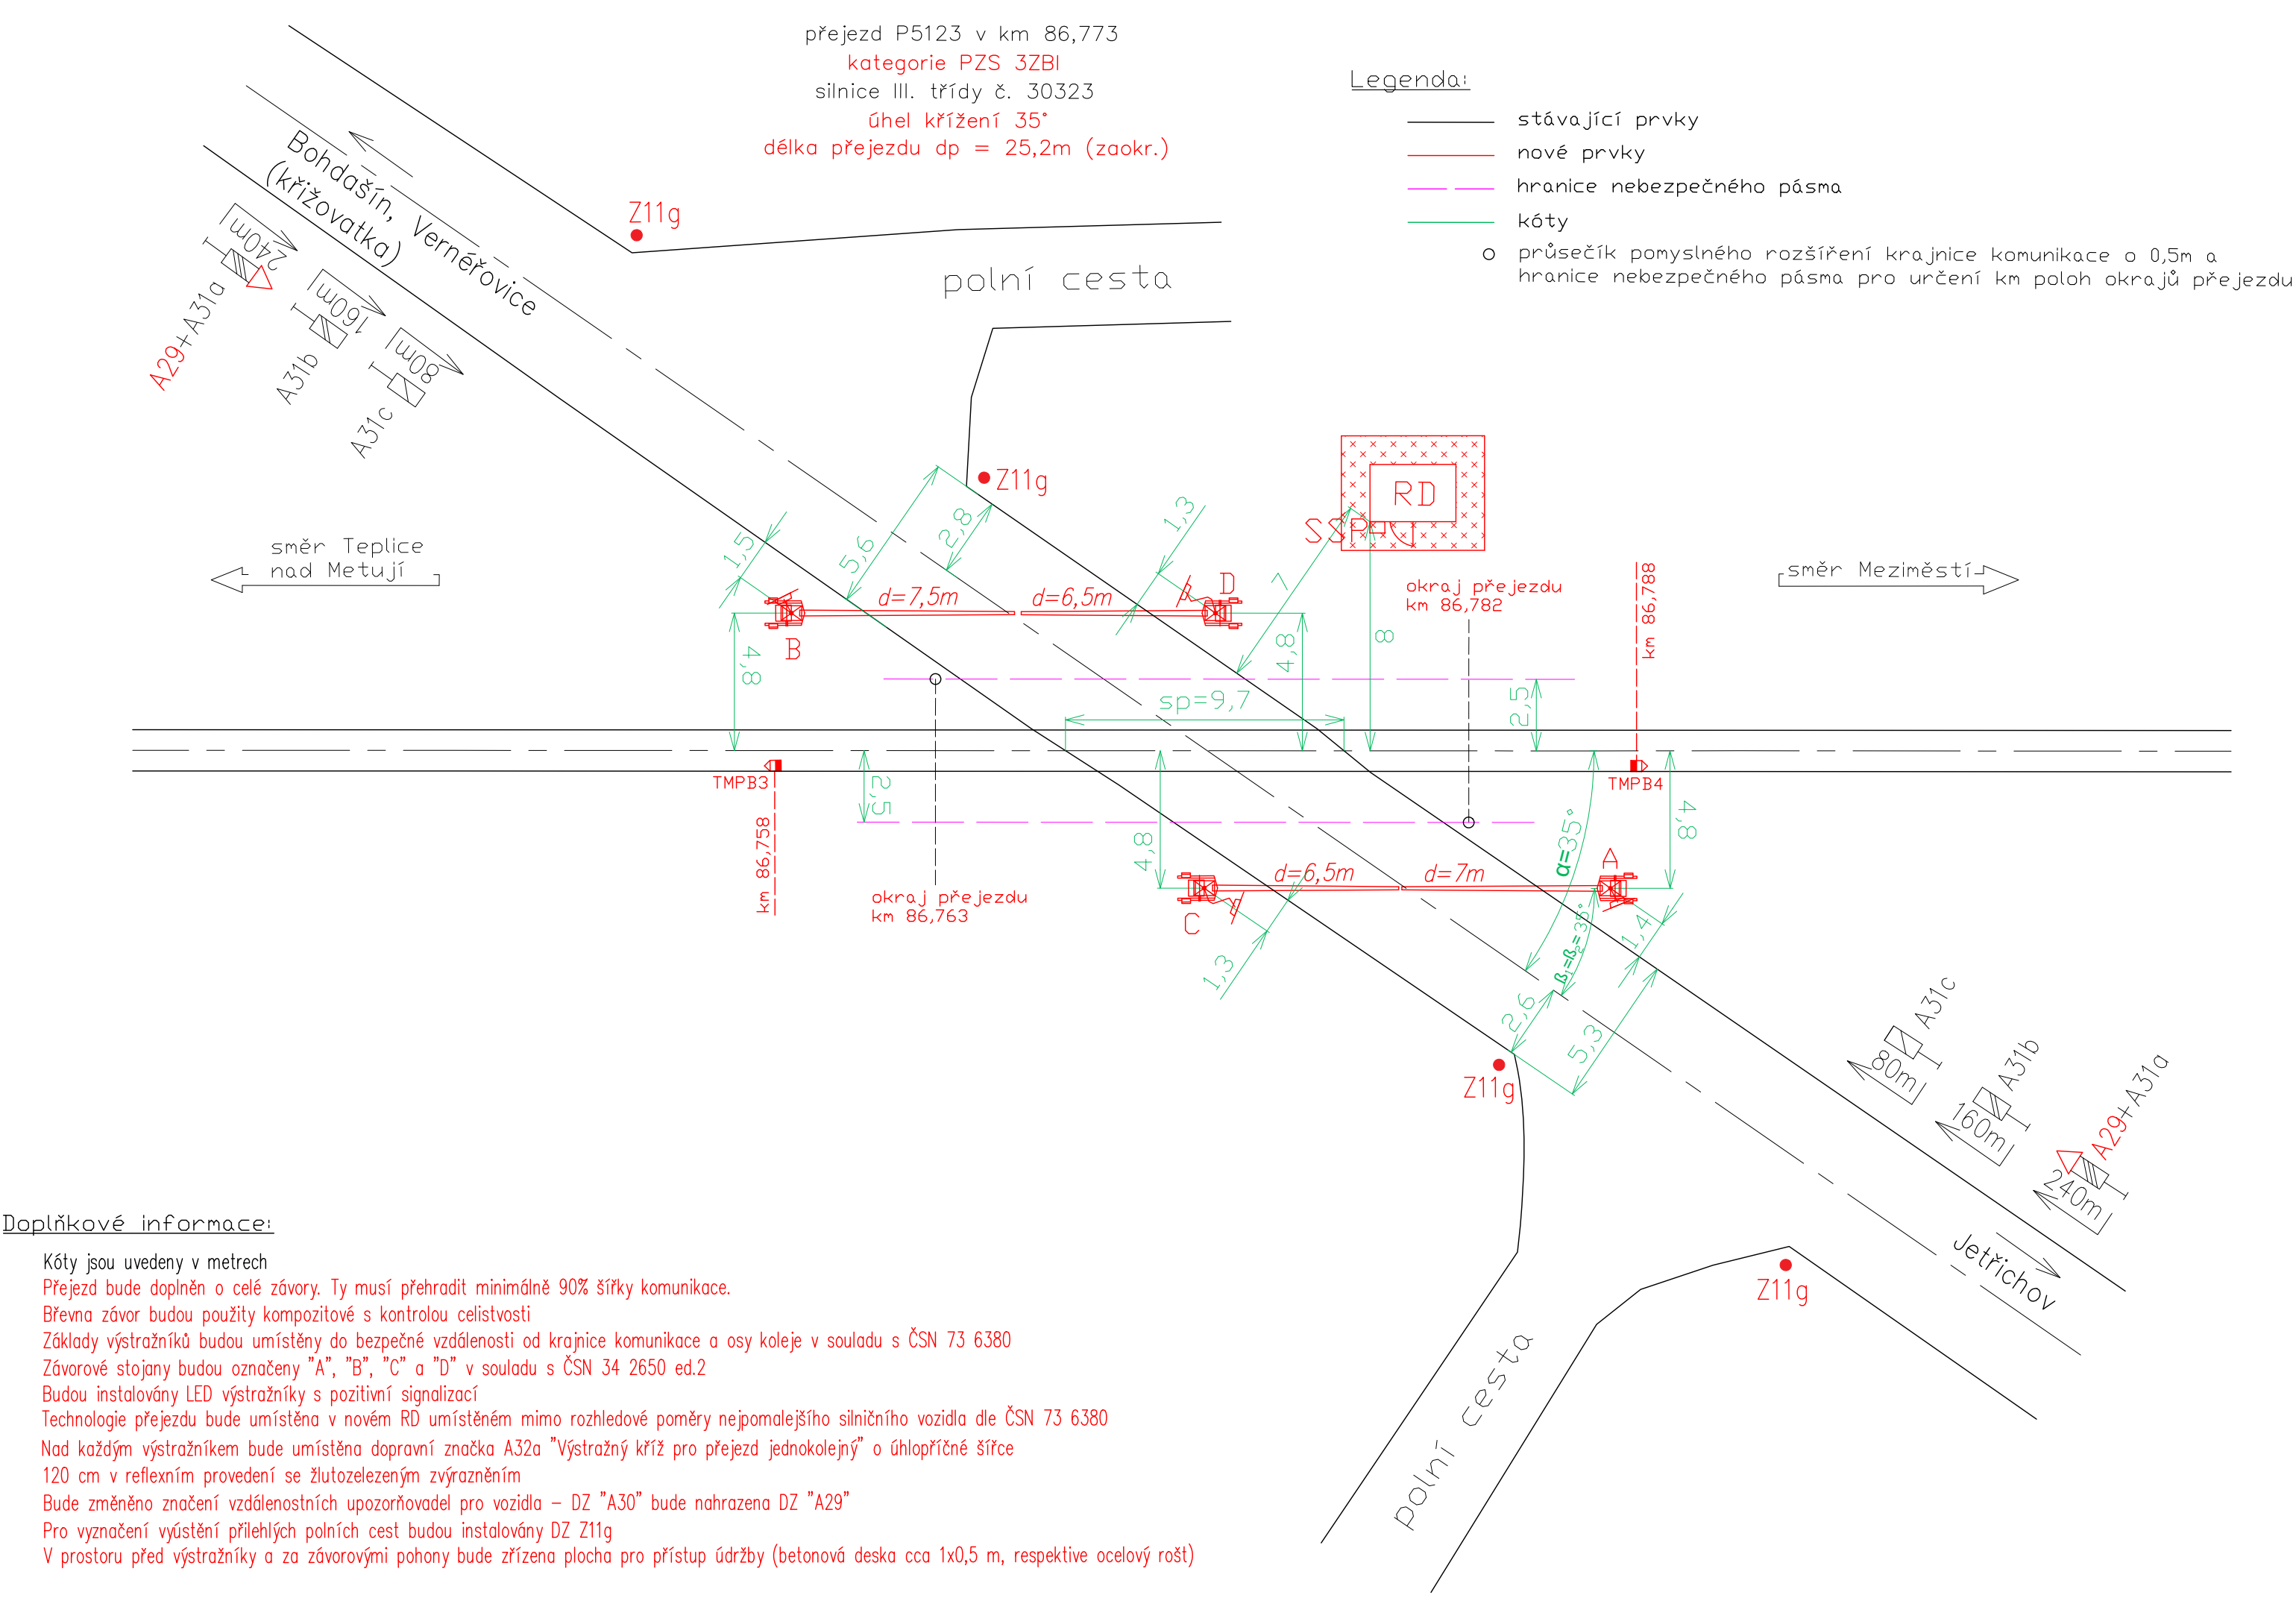 přejezd P5123 v km 86,773
kategorie PZS 3ZBI
silnice III. třídy č. 30323
úhel křížení 35°
délka přejezdu dp = 25,2m (zaokr.)
Legenda:
stávající prvky
nové prvky
hranice nebezpečného pásma
kóty
průsečík pomyslného rozšíření krajnice komunikace o 0,5m a
hranice nebezpečného pásma pro určení km poloh okrajů přejezdu
Bohdašín, Vernéřovice
(křižovatka)
240m
A29+A31a
160m
A31b
80m
A31c
Z11g
polní cesta
Z11g
směr Teplice
nad Metují
směr Meziměstí
RD
SSP
okraj přejezdu
km 86,782
km 86,788
1,5
5,6
2,8
1,3
7
8
d=7,5m
d=6,5m
B
D
4,8
4,8
sp=9,7
2,5
TMPB3
km 86,758
2,5
okraj přejezdu
km 86,763
TMPB4
4,8
4,8
α=35°
ß1=ß2=35°
d=6,5m
d=7m
A
C
1,3
1,4
2,6
5,3
Z11g
80m
A31c
160m
A31b
240m
A29+A31a
Jetřichov
Z11g
polní cesta
Doplňkové informace:
Kóty jsou uvedeny v metrech
Přejezd bude doplněn o celé závory. Ty musí přehradit minimálně 90% šířky komunikace.
Břevna závor budou použity kompozitové s kontrolou celistvosti
Základy výstražníků budou umístěny do bezpečné vzdálenosti od krajnice komunikace a osy koleje v souladu s ČSN 73 6380
Závorové stojany budou označeny "A", "B", "C" a "D" v souladu s ČSN 34 2650 ed.2
Budou instalovány LED výstražníky s pozitivní signalizací
Technologie přejezdu bude umístěna v novém RD umístěném mimo rozhledové poměry nejpomalejšího silničního vozidla dle ČSN 73 6380
Nad každým výstražníkem bude umístěna dopravní značka A32a "Výstražný kříž pro přejezd jednokolejný" o úhlopříčné šířce
120 cm v reflexním provedení se žlutozelezeným zvýrazněním
Bude změněno značení vzdálenostních upozorňovadel pro vozidla – DZ "A30" bude nahrazena DZ "A29"
Pro vyznačení vyústění přilehlých polních cest budou instalovány DZ Z11g
V prostoru před výstražníky a za závorovými pohony bude zřízena plocha pro přístup údržby (betonová deska cca 1x0,5 m, respektive ocelový rošt)